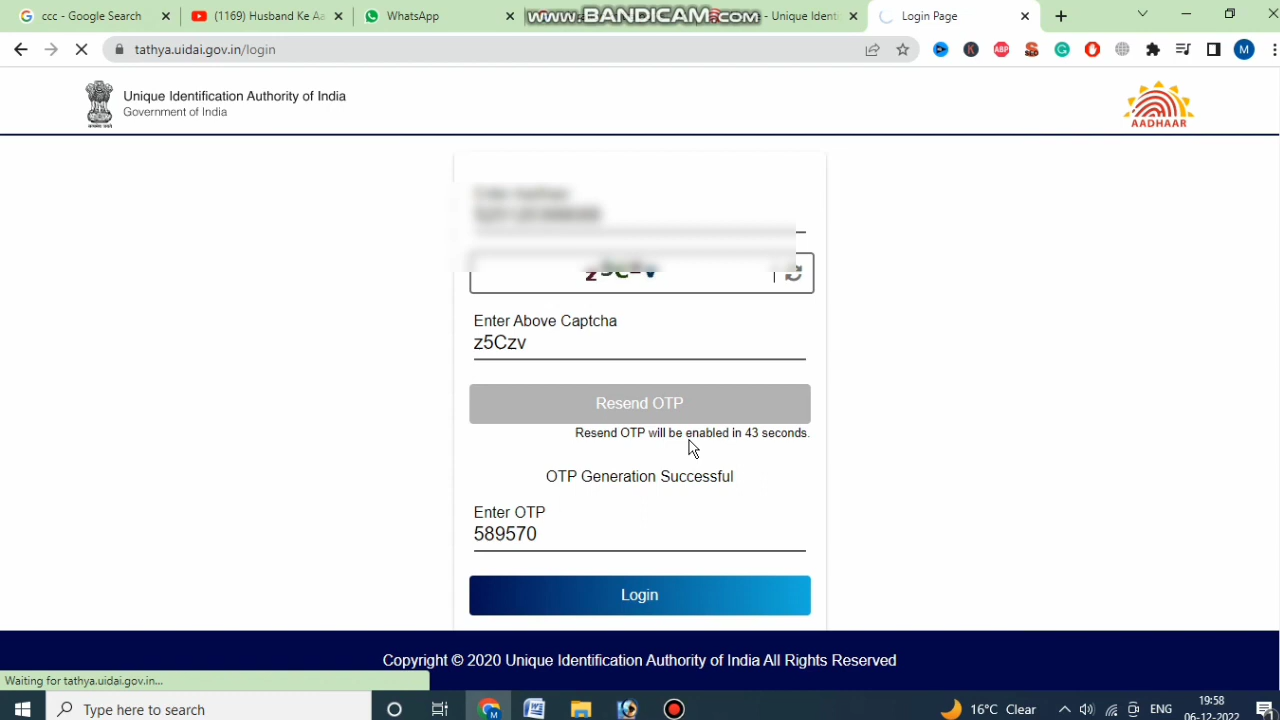 ccc - Google Search
(1169) Husband Ke Aa
WhatsApp
www.BANDICAM.com
- Unique Identi
Login Page
tathya.uidai.gov.in/login
ABP
SLO
M
Unique Identification Authority of India
Government of India
AADHAAR
Enter Above Captcha
z5Czv
Resend OTP
Resend OTP will be enabled in 43 seconds.
OTP Generation Successful
Enter OTP
589570
Login
Copyright © 2020 Unique Identification Authority of India All Rights Reserved
Waiting for tathya.uidai.gov.in...
Type here to search
16°C Clear
ENG
19:58
06-12-2022